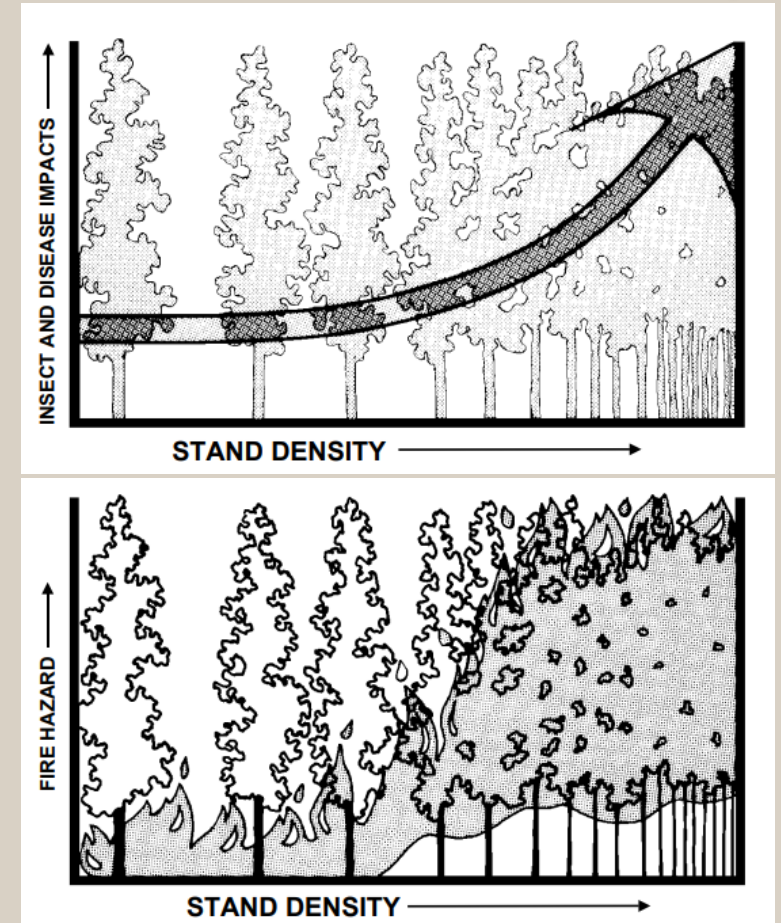 INSECT AND DISEASE IMPACTS
STAND DENSITY
FIRE HAZARD
STAND DENSITY